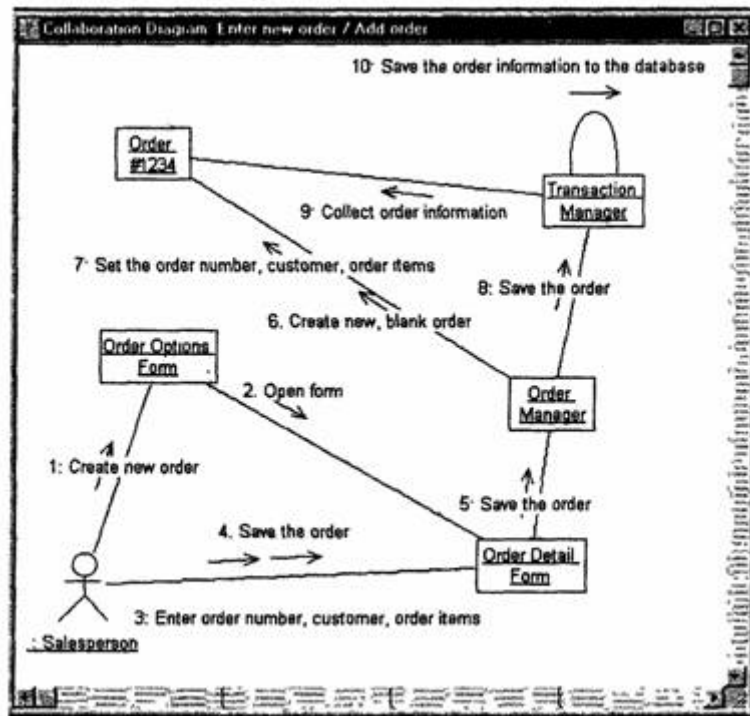 Collaboration Diagram: Enter new order / Add order
10: Save the order information to the database
Order
#1234
Transaction
Manager
9: Collect order information
7: Set the order number, customer, order items
8: Save the order
6. Create new, blank order
Order Options
Form
2. Open form
Order
Manager
1: Create new order
5: Save the order
4. Save the order
Order Detail
Form
3: Enter order number, customer, order items
: Salesperson